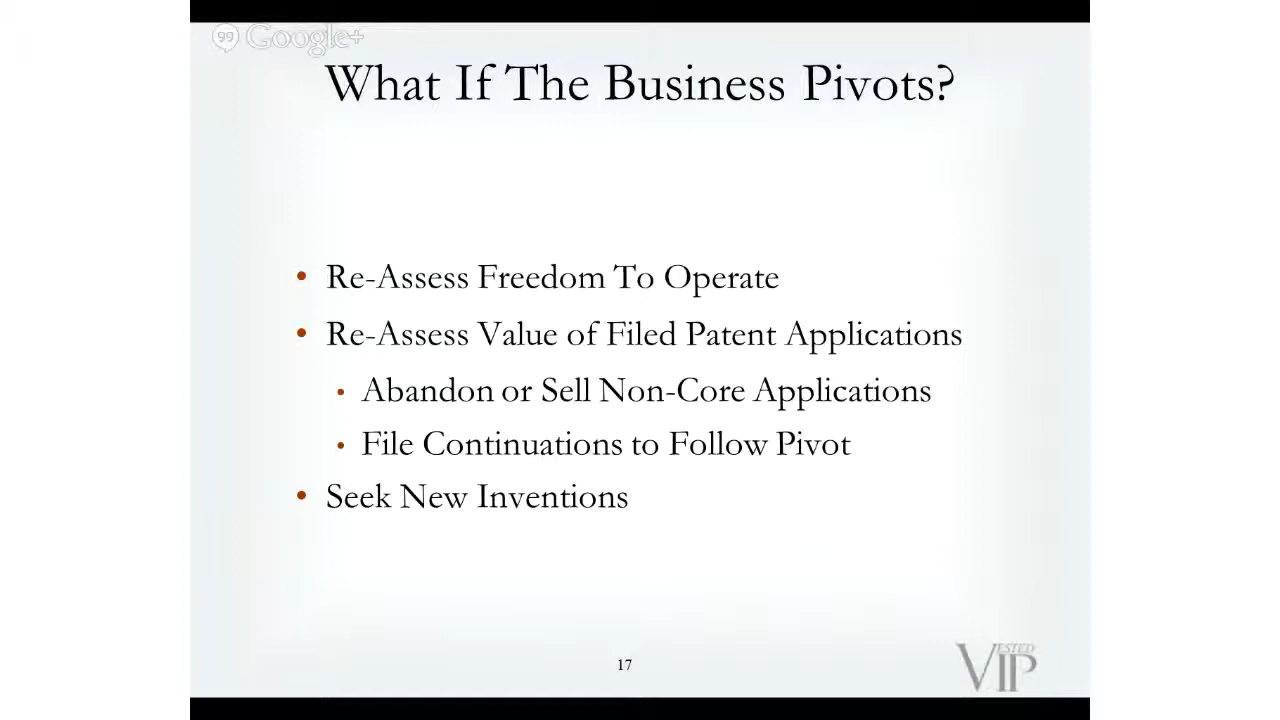 Google+
What If The Business Pivots?
• Re-Assess Freedom To Operate
• Re-Assess Value of Filed Patent Applications
• Abandon or Sell Non-Core Applications
• File Continuations to Follow Pivot
• Seek New Inventions
17
VESTED
VIP